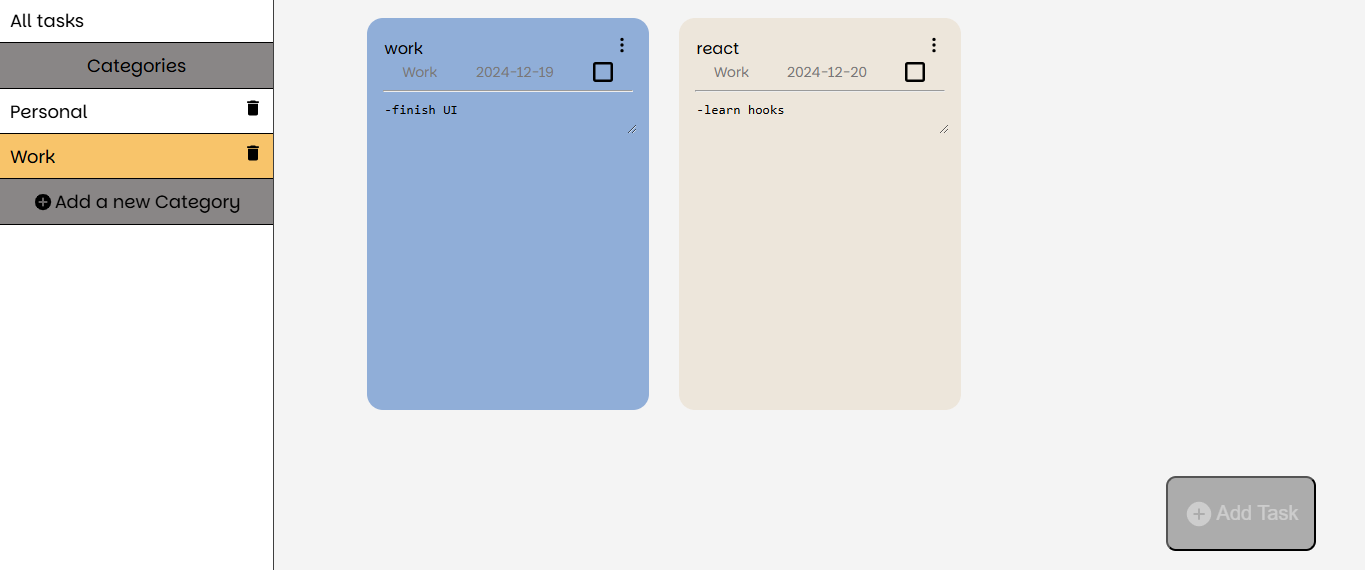 All tasks
Categories
Personal
Work
Add a new Category
work
Work 2024-12-19
-finish UI
react
Work 2024-12-20
-learn hooks
Add Task